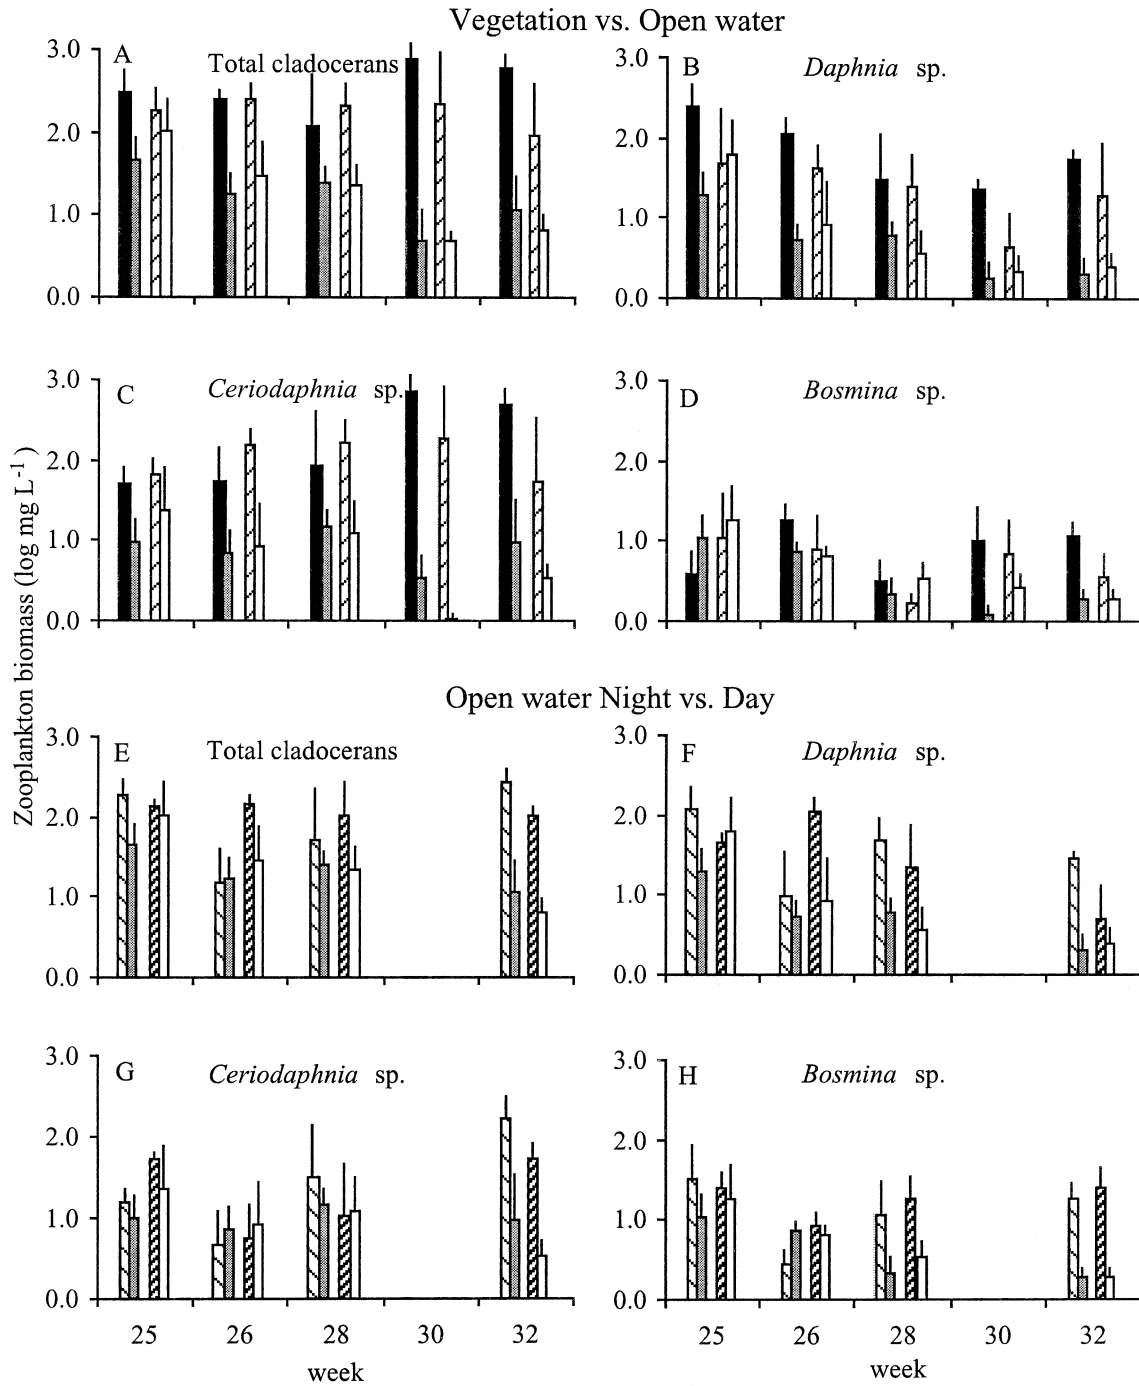 Vegetation vs. Open water
A Total cladocerans
3.0
2.0
1.0
0.0
B Daphnia sp.
3.0
2.0
1.0
0.0
C Ceriodaphnia sp.
3.0
2.0
1.0
0.0
D Bosmina sp.
3.0
2.0
1.0
0.0
Zooplankton biomass (log mg L⁻¹)
Open water Night vs. Day
E Total cladocerans
3.0
2.0
1.0
0.0
F Daphnia sp.
3.0
2.0
1.0
0.0
G Ceriodaphnia sp.
3.0
2.0
1.0
0.0
25 26 28 30 32
week
H Bosmina sp.
3.0
2.0
1.0
0.0
25 26 28 30 32
week